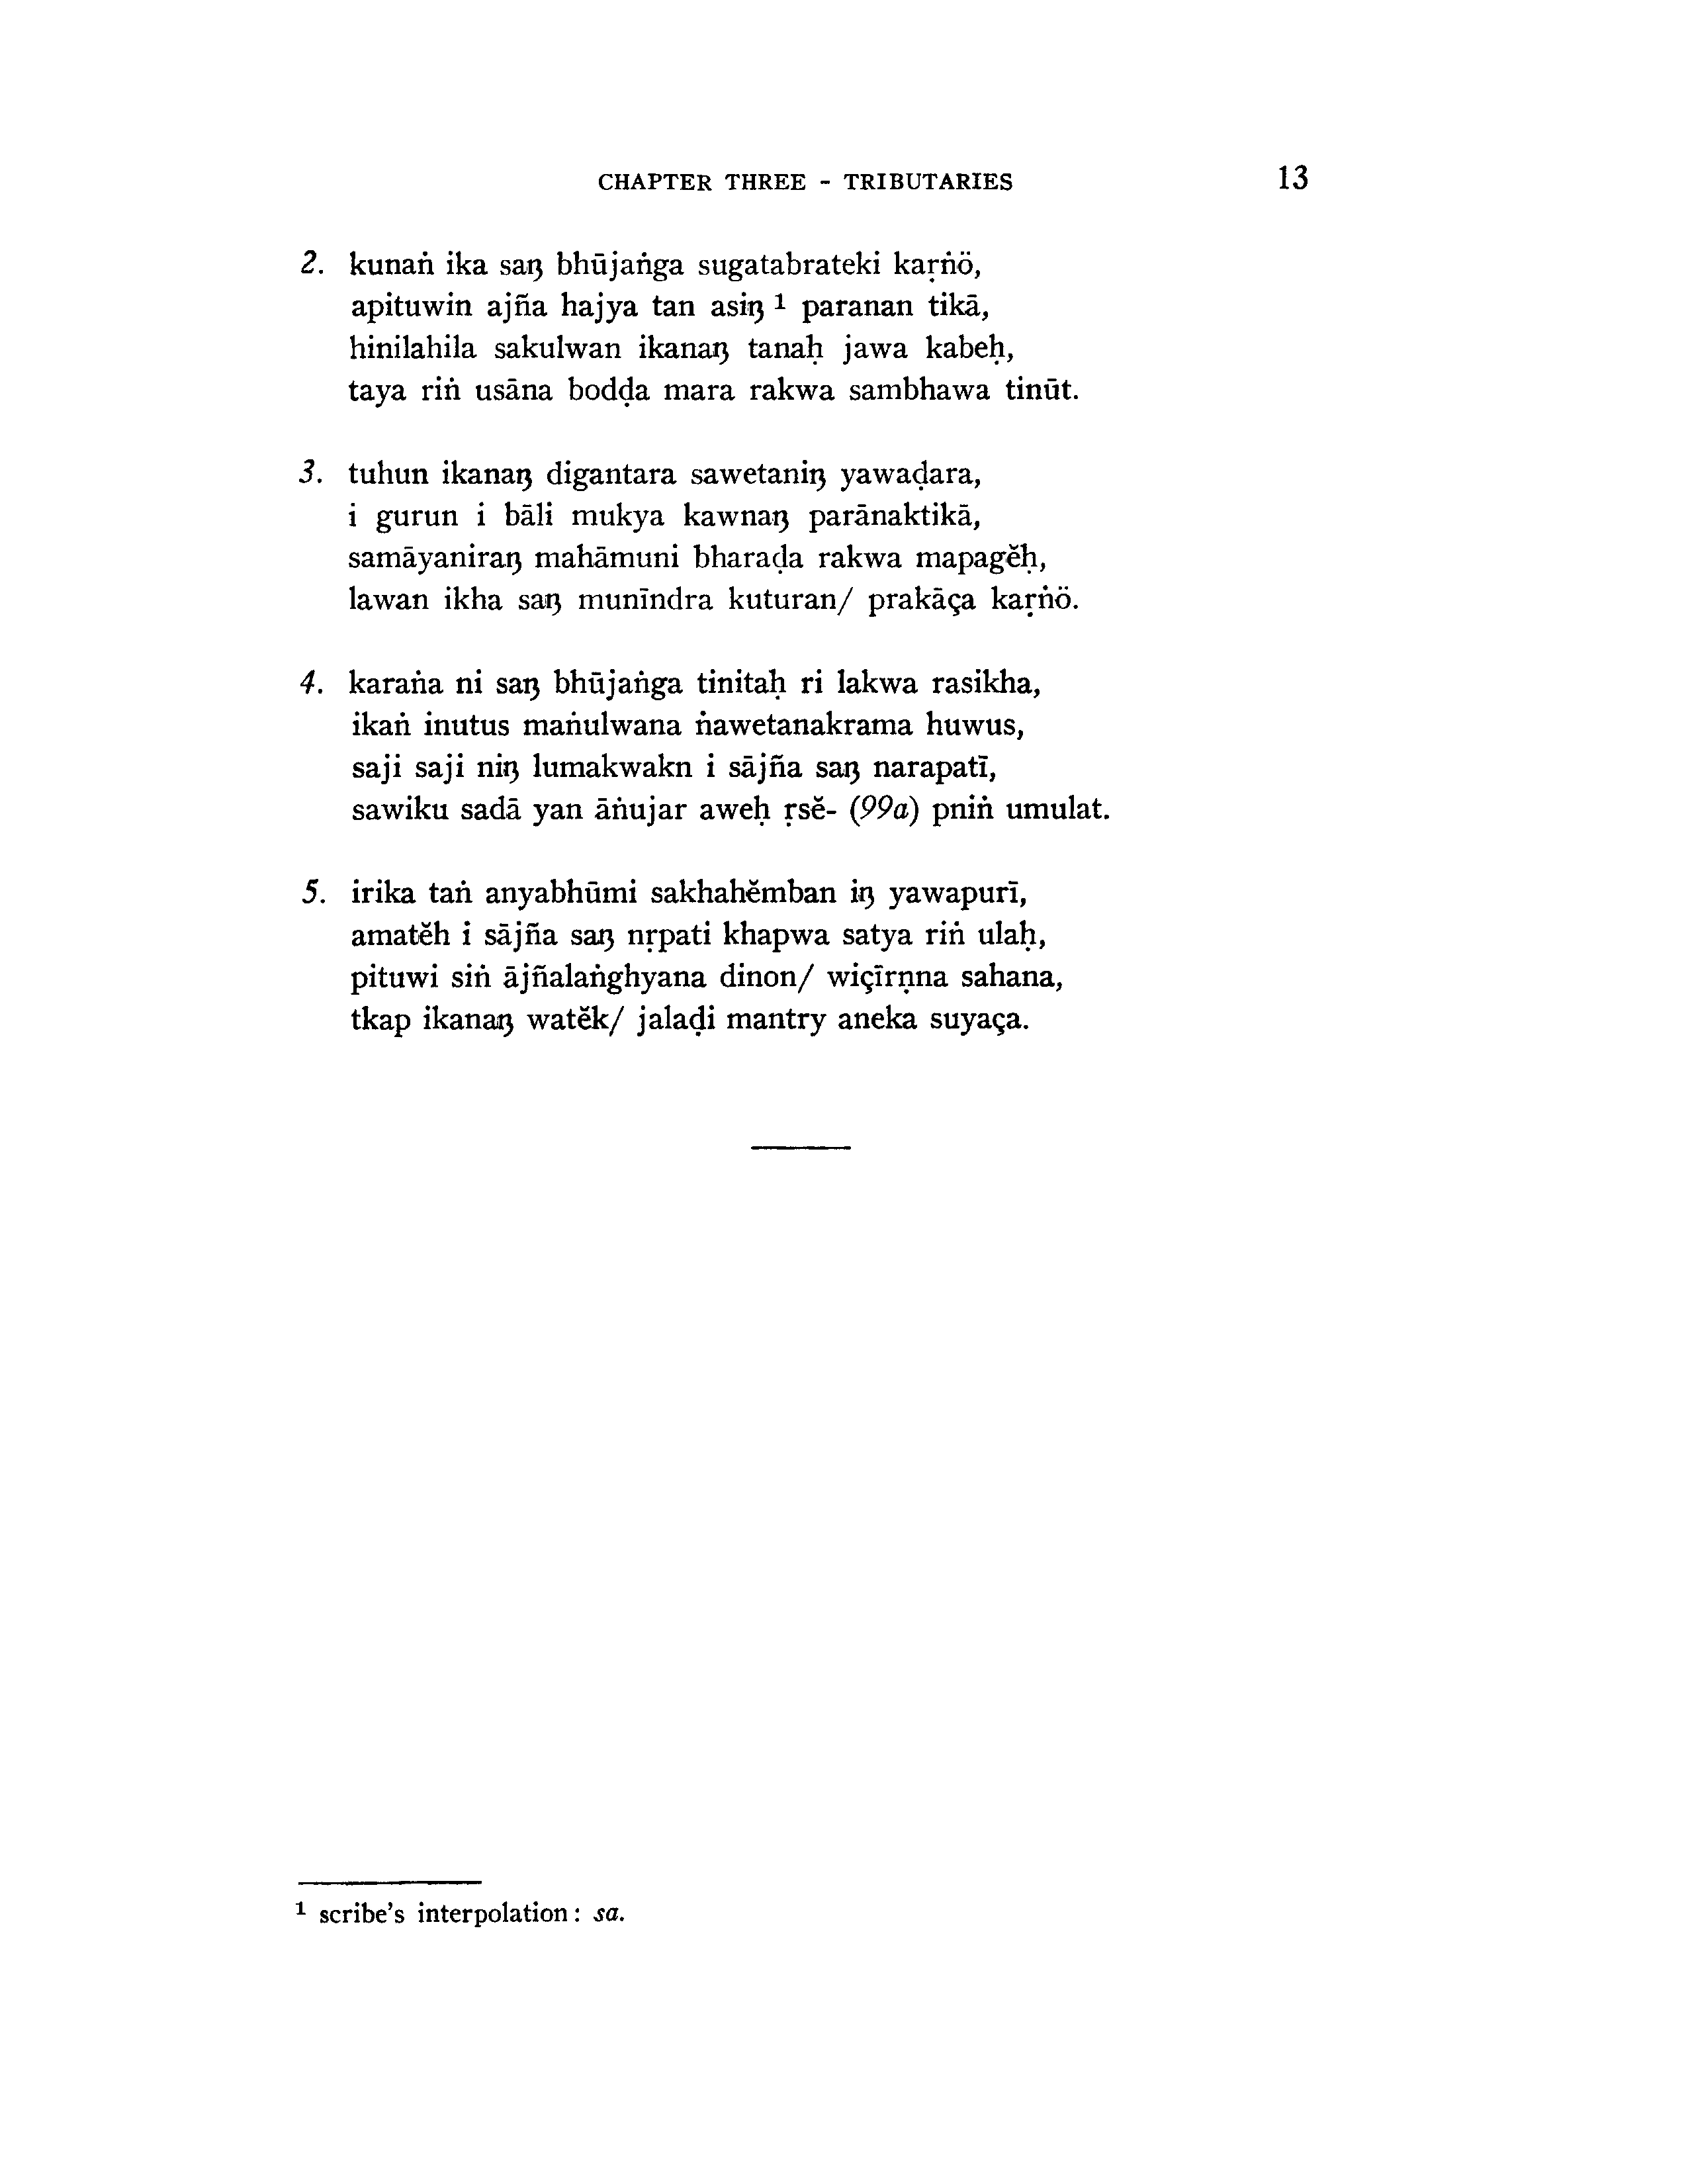 CHAPTER THREE - TRIBUTARIES 13
2. kunaṅ ika saŋ bhūjaṅga sugatabrateki kaṛṅö,
apituwin ajña hajya tan asiŋ ¹ paranan tikā,
hinilahila sakulwan ikanaŋ tanaḥ jawa kabeḥ,
taya riṅ usāna boḍḍa mara rakwa sambhawa tinūt.
3. tuhun ikanaŋ digantara sawetaniŋ yawaḍara,
i gurun i bāli mukya kawnaŋ parānaktikā,
samāyaniraŋ mahāmuni bharaḍa rakwa mapagĕḥ,
lawan ikha saŋ munīndra kuturan/ prakāça kaṛṅö.
4. karaṅa ni saŋ bhūjaṅga tinitaḥ ri lakwa rasikha,
ikaṅ inutus maṅulwana ṅawetanakrama huwus,
saji saji niŋ lumakwakn i sājña saŋ narapatī,
sawiku sadā yan āṅujar aweḥ ṛsĕ- (99a) pniṅ umulat.
5. irika taṅ anyabhūmi sakhahĕmban iŋ yawapurī,
amatĕh i sājña saŋ nṛpati khapwa satya riṅ ulaḥ,
pituwi siṅ ājñalaṅghyana dinon/ wiçīrṇna sahana,
tkap ikanaŋ watĕk/ jalaḍi mantry aneka suyaça.
¹ scribe's interpolation: sa.